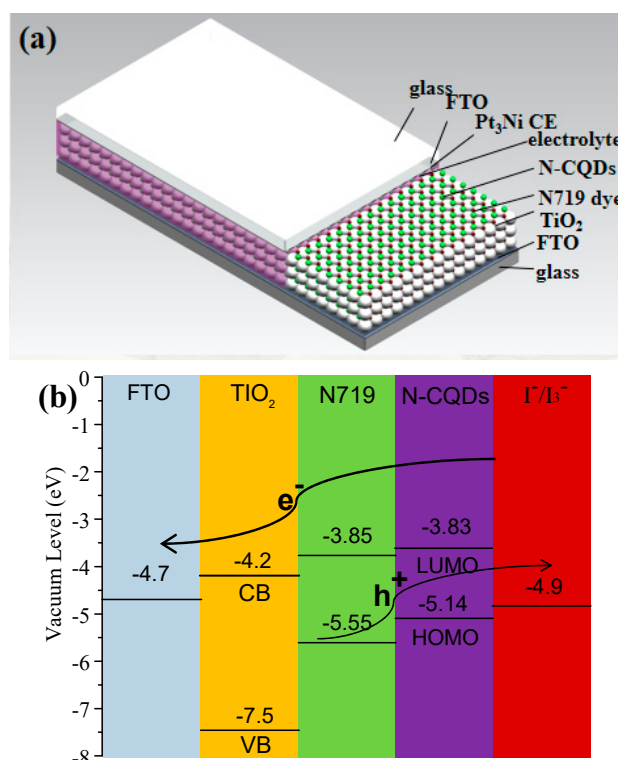 (a)
glass
FTO
Pt₃Ni CE
electrolyte
N-CQDs
N719 dye
TiO₂
FTO
glass
(b)
0
-1
-2
-3
-4
-5
-6
-7
-8
Vacuum Level (eV)
FTO TIO₂ N719 N-CQDs I⁻/I₃⁻
e⁻
-3.85 -3.83
-4.7 -4.2 LUMO
CB h⁺ -4.9
-5.14
-5.55 HOMO
-7.5
VB